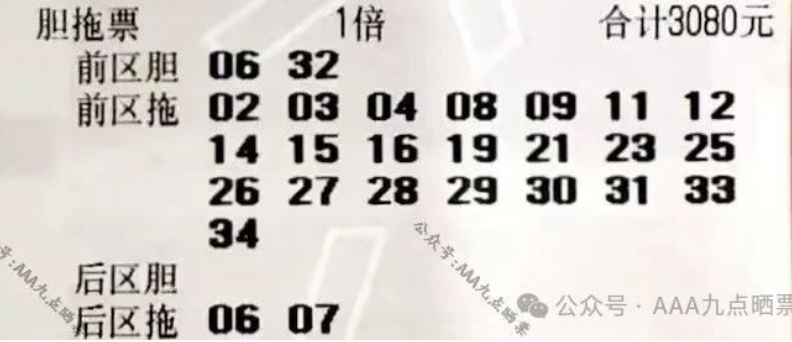 胆拖票 1倍 合计3080元
前区胆 06 32
前区拖 02 03 04 08 09 11 12
14 15 16 19 21 23 25
26 27 28 29 30 31 33
34
后区胆
后区拖 06 07
号:AAA九点晒票
公众号:AAA九点晒票
公众号 · AAA九点晒票